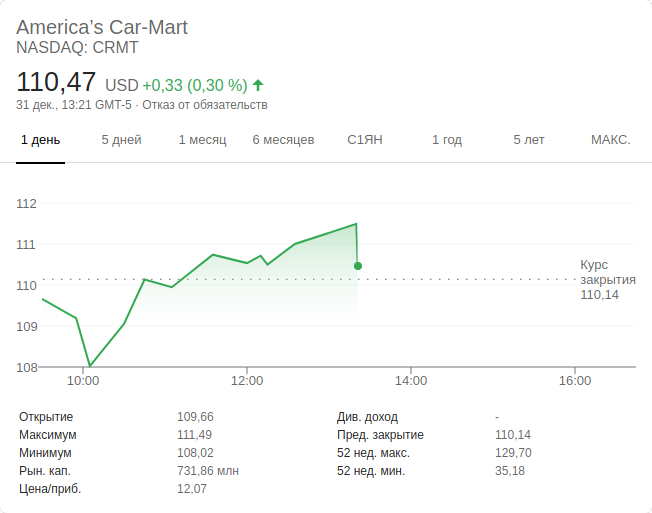 America’s Car-Mart
NASDAQ: CRMT
110,47 USD +0,33 (0,30 %)
31 дек., 13:21 GMT-5 · Отказ от обязательств
1 день 5 дней 1 месяц 6 месяцев С1ЯН 1 год 5 лет МАКС.
112
111
110
109
108
Курс
закрытия
110,14
10:00 12:00 14:00 16:00
Открытие 109,66 Див. доход -
Максимум 111,49 Пред. закрытие 110,14
Минимум 108,02 52 нед. макс. 129,70
Рын. кап. 731,86 млн 52 нед. мин. 35,18
Цена/приб. 12,07